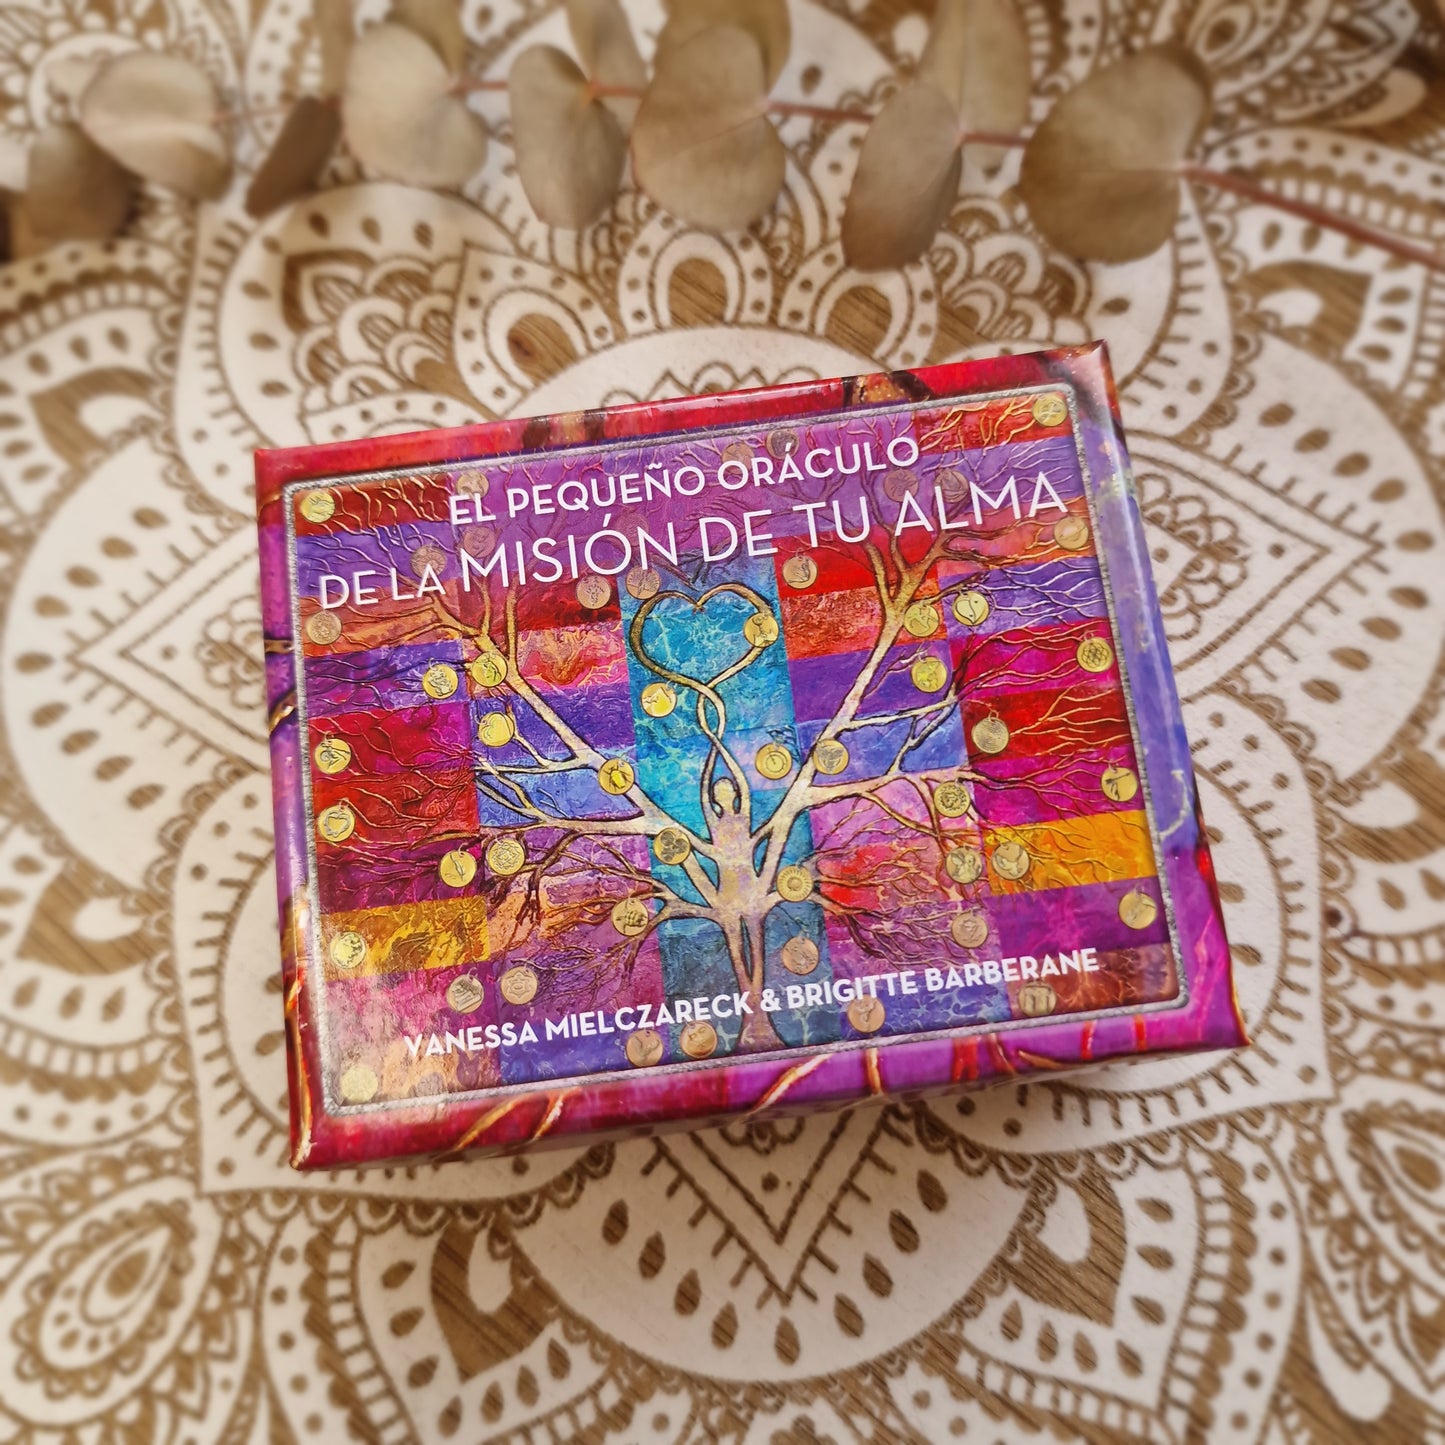 EL PEQUEÑO ORÁCULO
DE LA MISIÓN DE TU ALMA
VANESSA MIELCZARECK & BRIGITTE BARBERANE